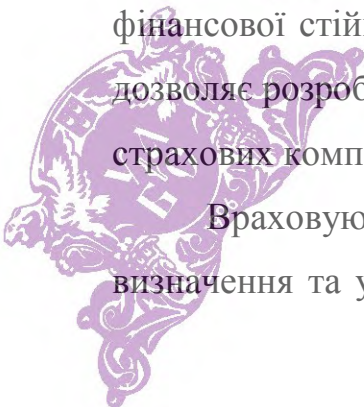 фінансової стій
дозволяє розроб
страхових комп
Враховую
визначення та у